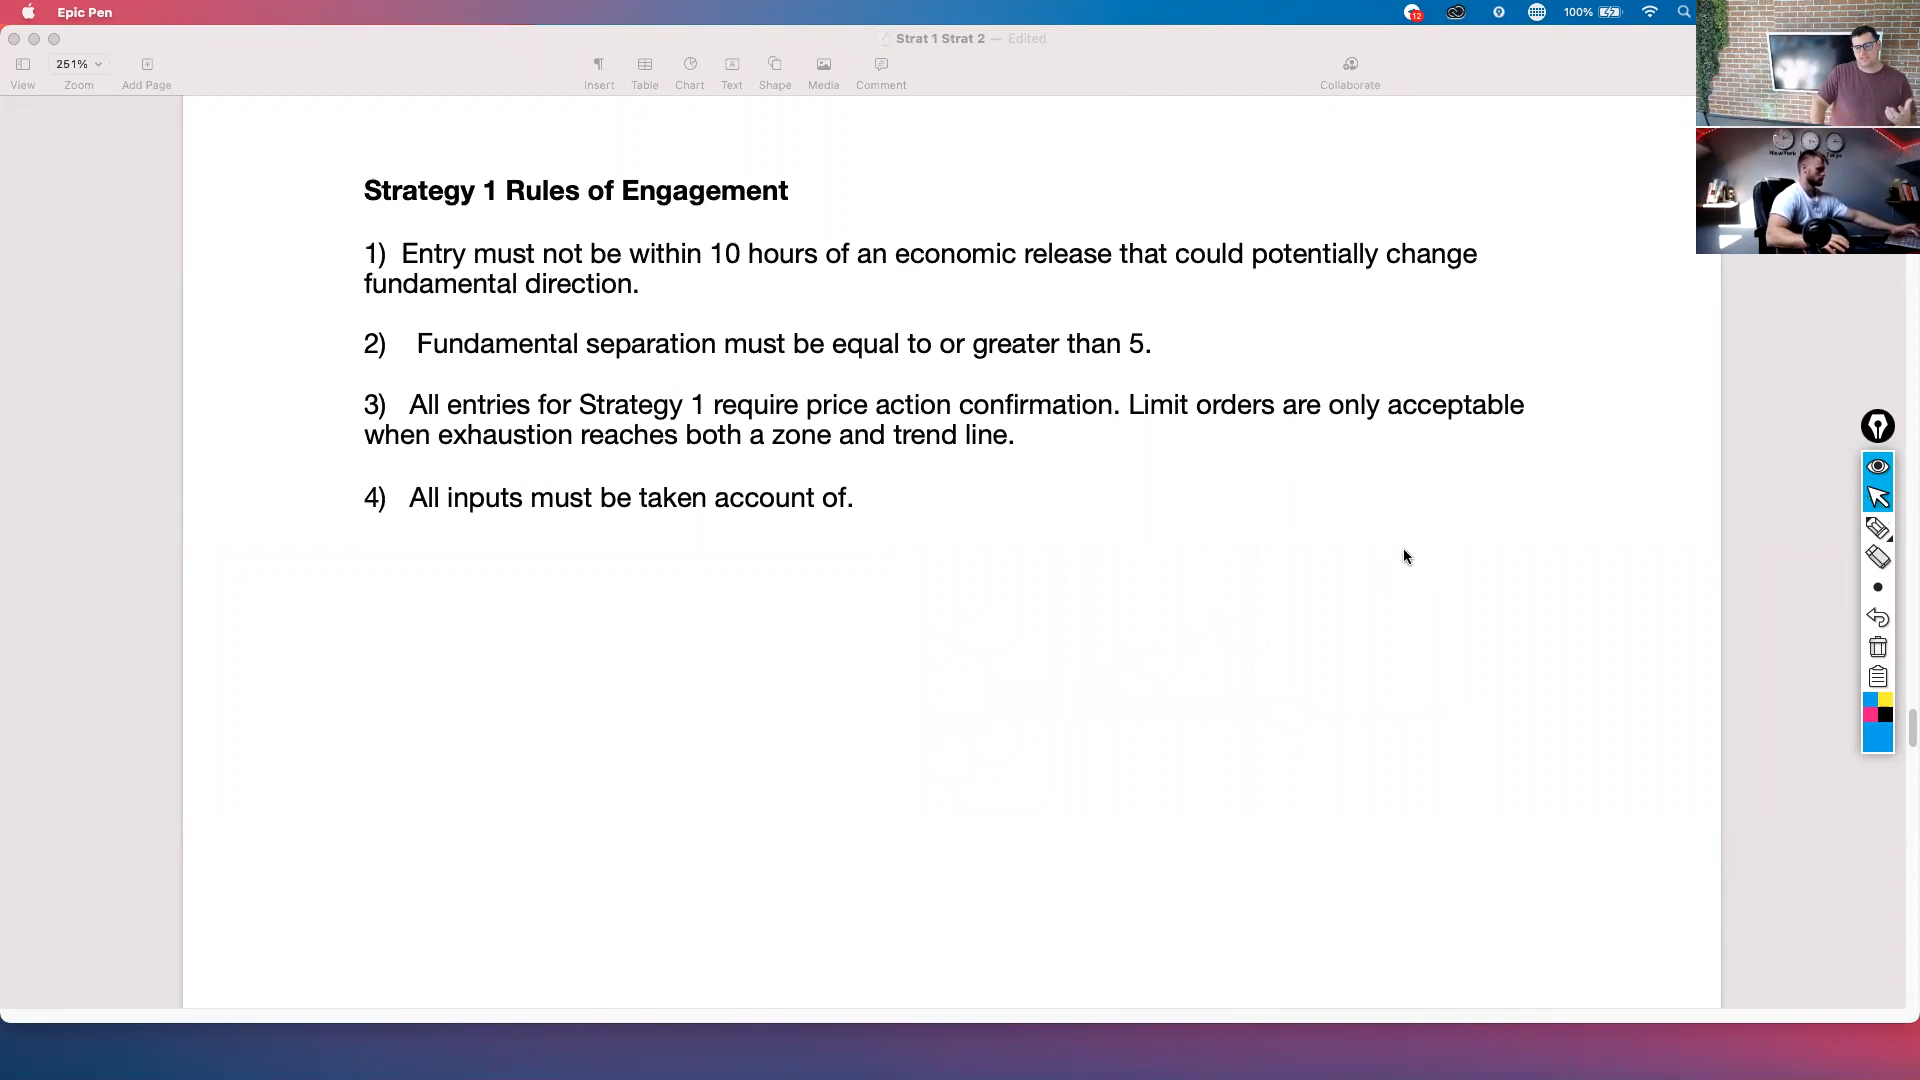 Epic Pen
12
100%
Strat 1 Strat 2 — Edited
251%
View
Zoom
Add Page
Insert
Table
Chart
Text
Shape
Media
Comment
Collaborate
New York
Tokyo
Strategy 1 Rules of Engagement
1) Entry must not be within 10 hours of an economic release that could potentially change
fundamental direction.
2) Fundamental separation must be equal to or greater than 5.
3) All entries for Strategy 1 require price action confirmation. Limit orders are only acceptable
when exhaustion reaches both a zone and trend line.
4) All inputs must be taken account of.